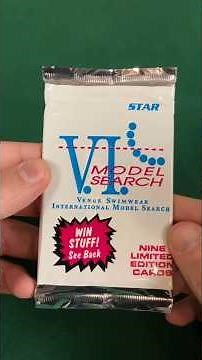 STAR
V.I.
MODEL
SEARCH
VENUS SWIMWEAR
INTERNATIONAL MODEL SEARCH
WIN
STUFF!
See Back
NINE
LIMITED
EDITION
CARDS